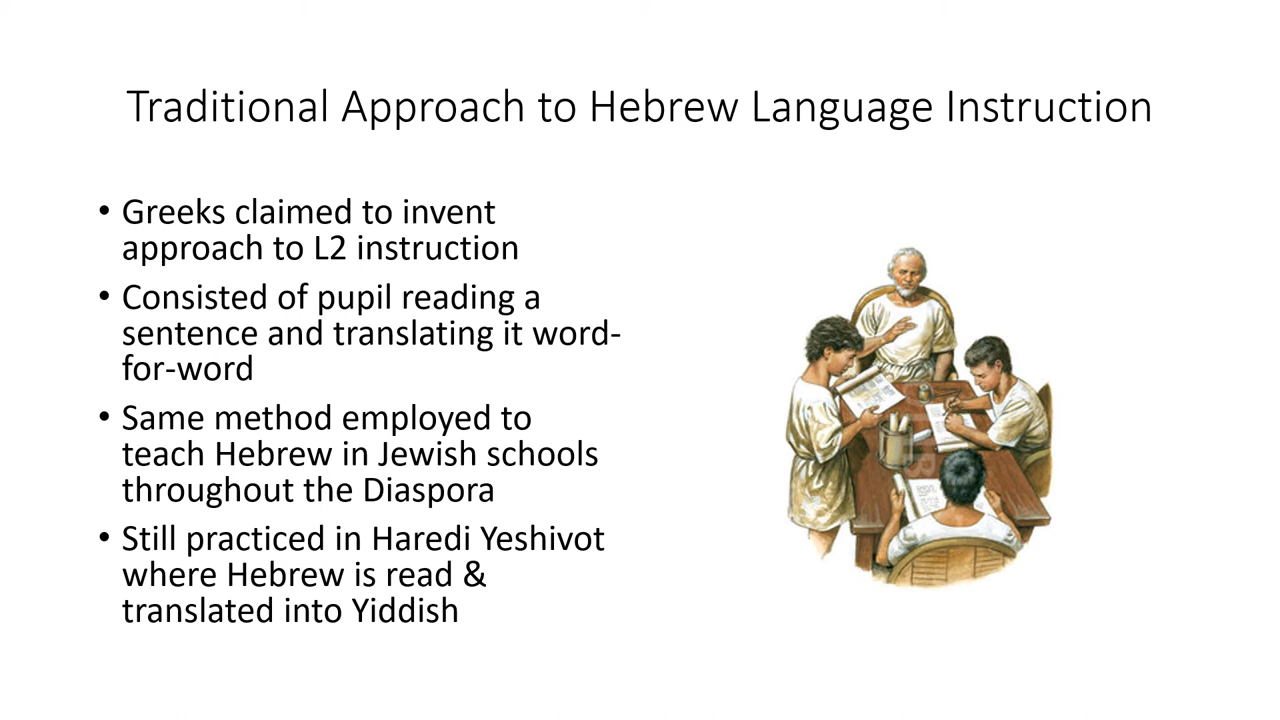 Traditional Approach to Hebrew Language Instruction
• Greeks claimed to invent
approach to L2 instruction
• Consisted of pupil reading a
sentence and translating it word-
for-word
• Same method employed to
teach Hebrew in Jewish schools
throughout the Diaspora
• Still practiced in Haredi Yeshivot
where Hebrew is read &
translated into Yiddish